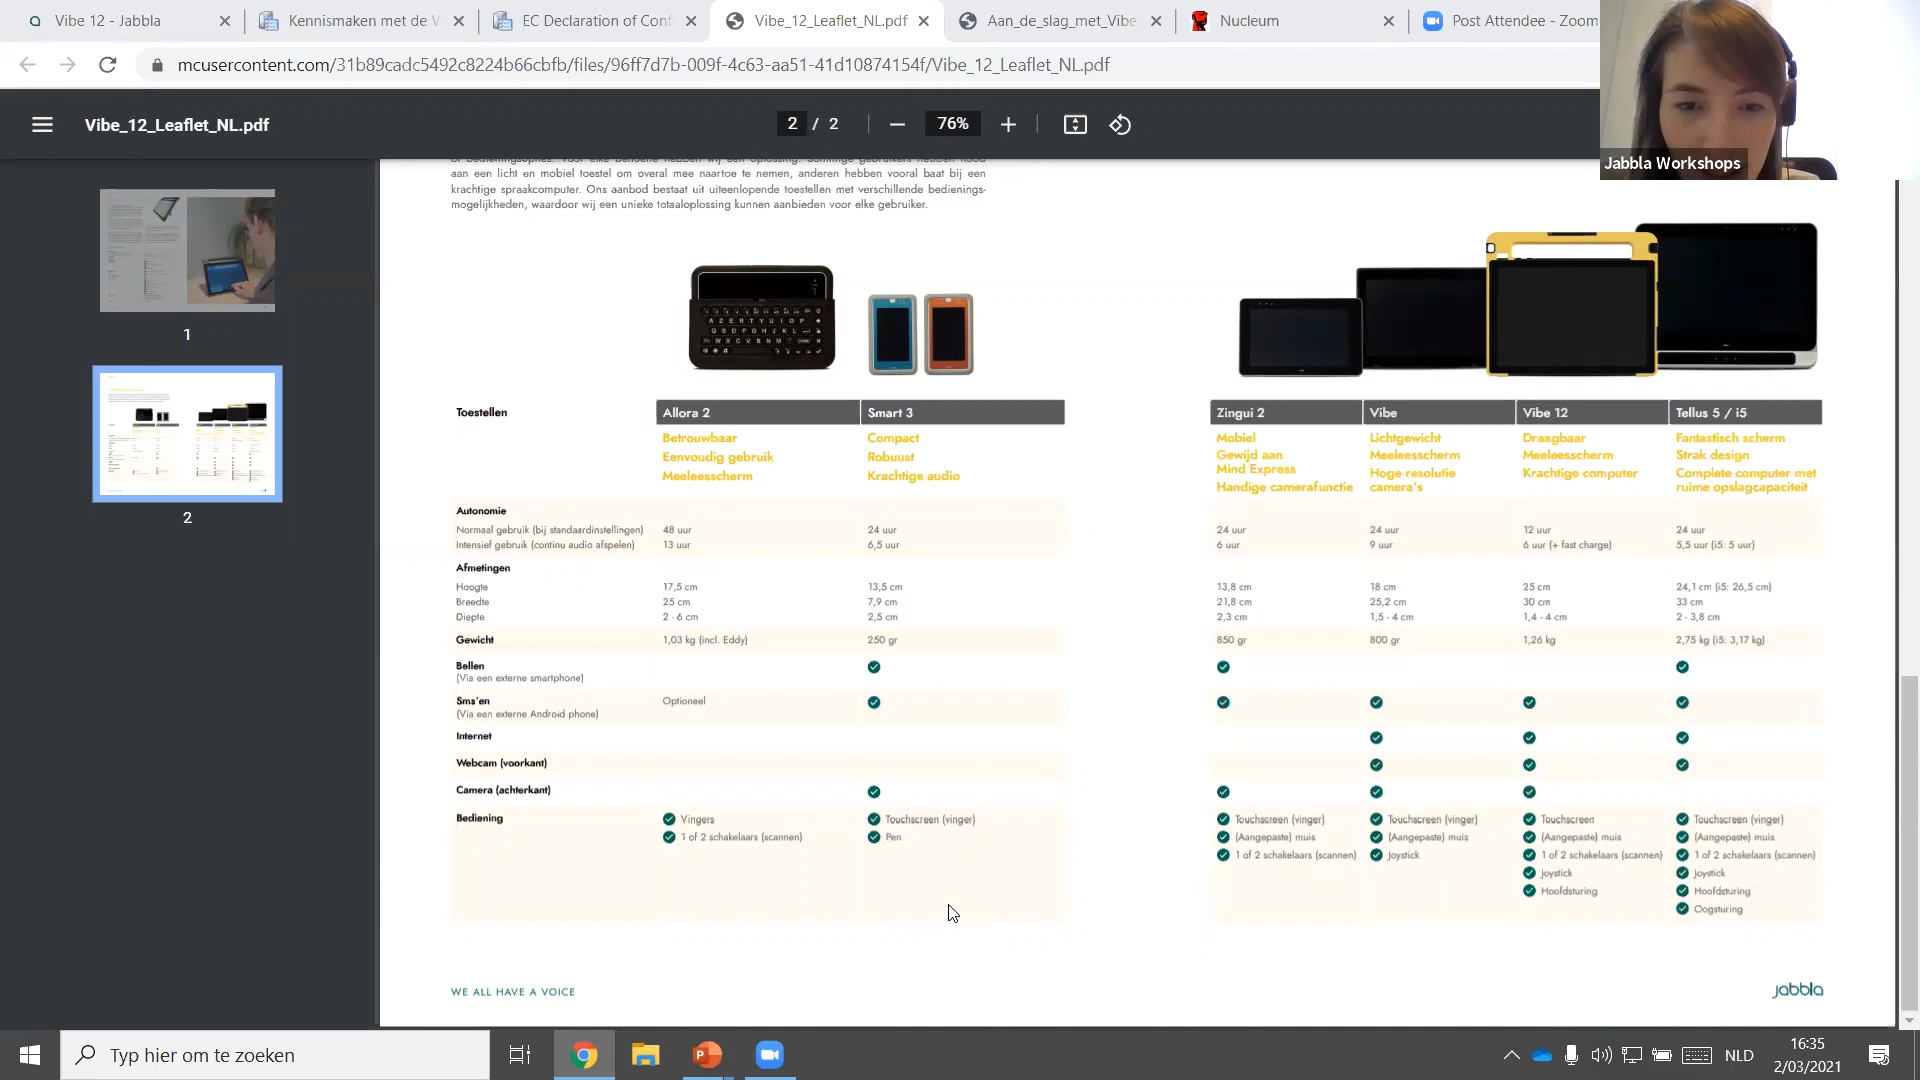 Vibe 12 - Jabbla
Kennismaken met de V
EC Declaration of Conf
Vibe_12_Leaflet_NL.pdf
Aan_de_slag_met_Vibe
Nucleum
Post Attendee - Zoom
mcusercontent.com/31b89cadc5492c8224b66cbfb/files/96ff7d7b-009f-4c63-aa51-41d10874154f/Vibe_12_Leaflet_NL.pdf
Vibe_12_Leaflet_NL.pdf
2 / 2
76%
Jabbla Workshops
1
2
of bedieningsopties. Voor elke behoefte hebben wij een oplossing. Sommige gebruikers hebben nood
aan een licht en mobiel toestel om overal mee naartoe te nemen, anderen hebben vooral baat bij een
krachtige spraakcomputer. Ons aanbod bestaat uit uiteenlopende toestellen met verschillende bedienings-
mogelijkheden, waardoor wij een unieke totaaloplossing kunnen aanbieden voor elke gebruiker.
Toestellen Allora 2 Smart 3 Zingui 2 Vibe Vibe 12 Tellus 5 / i5
Betrouwbaar Compact Mobiel Lichtgewicht Draagbaar Fantastisch scherm
Eenvoudig gebruik Robuust Gewijd aan Meeleesscherm Meeleesscherm Strak design
Meeleesscherm Krachtige audio Mind Express Hoge resolutie Krachtige computer Complete computer met
Handige camerafunctie camera's ruime opslagcapaciteit
Autonomie
Normaal gebruik (bij standaardinstellingen) 48 uur 24 uur 24 uur 24 uur 12 uur 24 uur
Intensief gebruik (continu audio afspelen) 13 uur 6,5 uur 6 uur 9 uur 6 uur (+ fast charge) 5,5 uur (i5: 5 uur)
Afmetingen
Hoogte 17,5 cm 13,5 cm 13,8 cm 18 cm 25 cm 24,1 cm (i5: 26,5 cm)
Breedte 25 cm 7,9 cm 21,8 cm 25,2 cm 30 cm 33 cm
Diepte 2 - 6 cm 2,5 cm 2,3 cm 1,5 - 4 cm 1,4 - 4 cm 2 - 3,8 cm
Gewicht 1,03 kg (incl. Eddy) 250 gr 850 gr 800 gr 1,26 kg 2,75 kg (i5: 3,17 kg)
Bellen
(Via een externe smartphone)
Sms'en Optioneel
(Via een externe Android phone)
Internet
Webcam (voorkant)
Camera (achterkant)
Bediening Vingers Touchscreen (vinger) Touchscreen (vinger) Touchscreen (vinger) Touchscreen Touchscreen (vinger)
1 of 2 schakelaars (scannen) Pen (Aangepaste) muis (Aangepaste) muis (Aangepaste) muis (Aangepaste) muis
1 of 2 schakelaars (scannen) Joystick 1 of 2 schakelaars (scannen) 1 of 2 schakelaars (scannen)
Joystick Joystick
Hoofdsturing Hoofdsturing
Oogsturing
WE ALL HAVE A VOICE
jabbla
Typ hier om te zoeken
NLD
16:35
2/03/2021